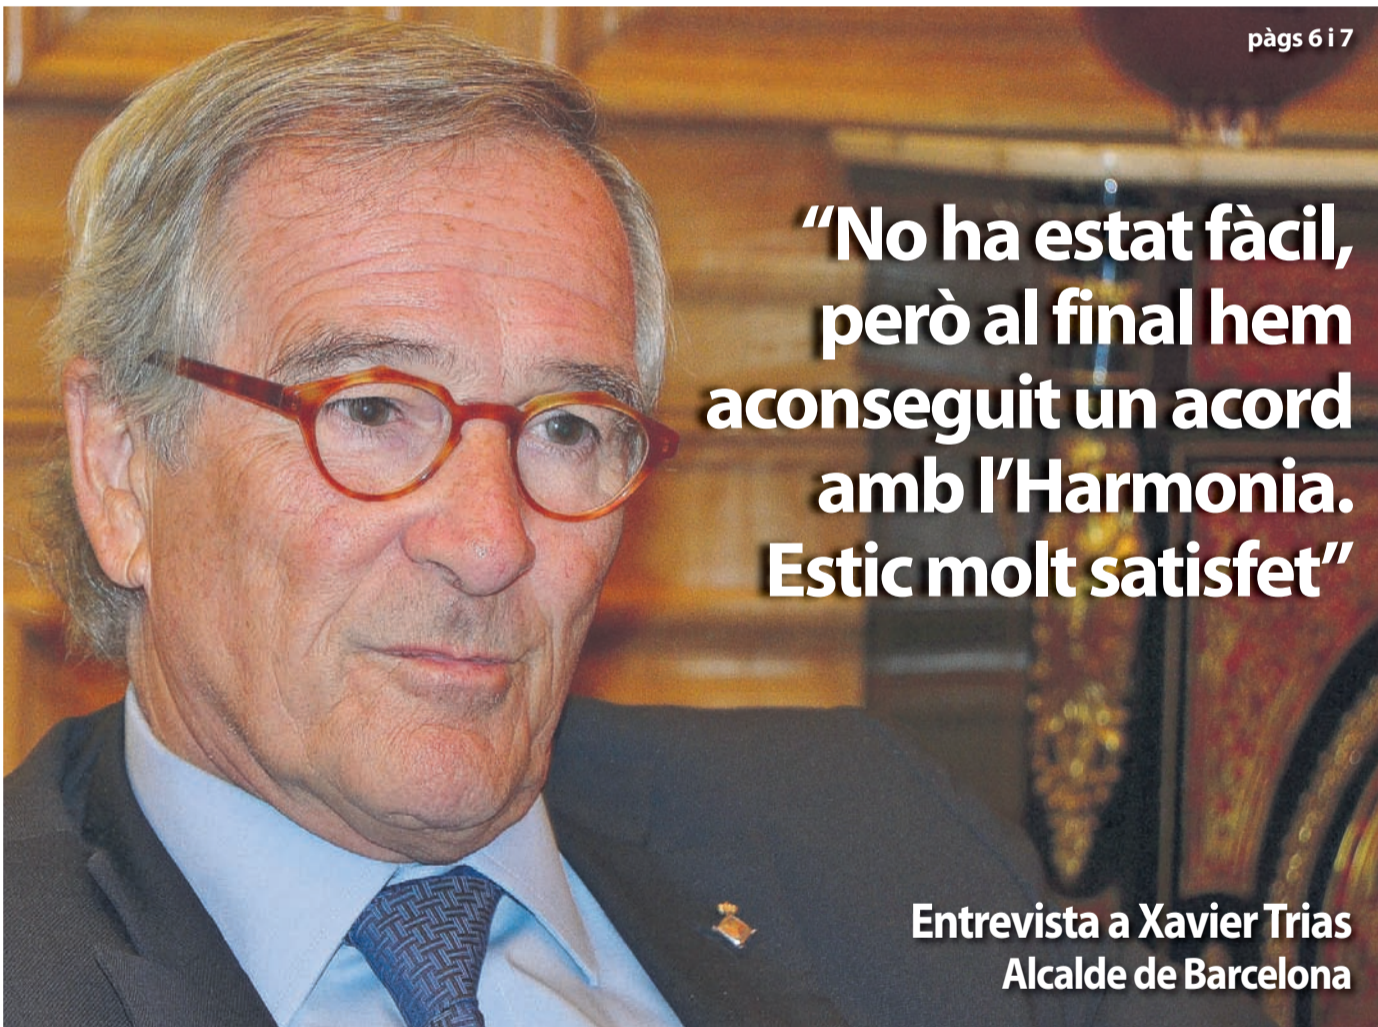 pàgs 6 i 7
“No ha estat fàcil,
però al final hem
aconseguit un acord
amb l’Harmonia.
Estic molt satisfet”
Entrevista a Xavier Trias
Alcalde de Barcelona